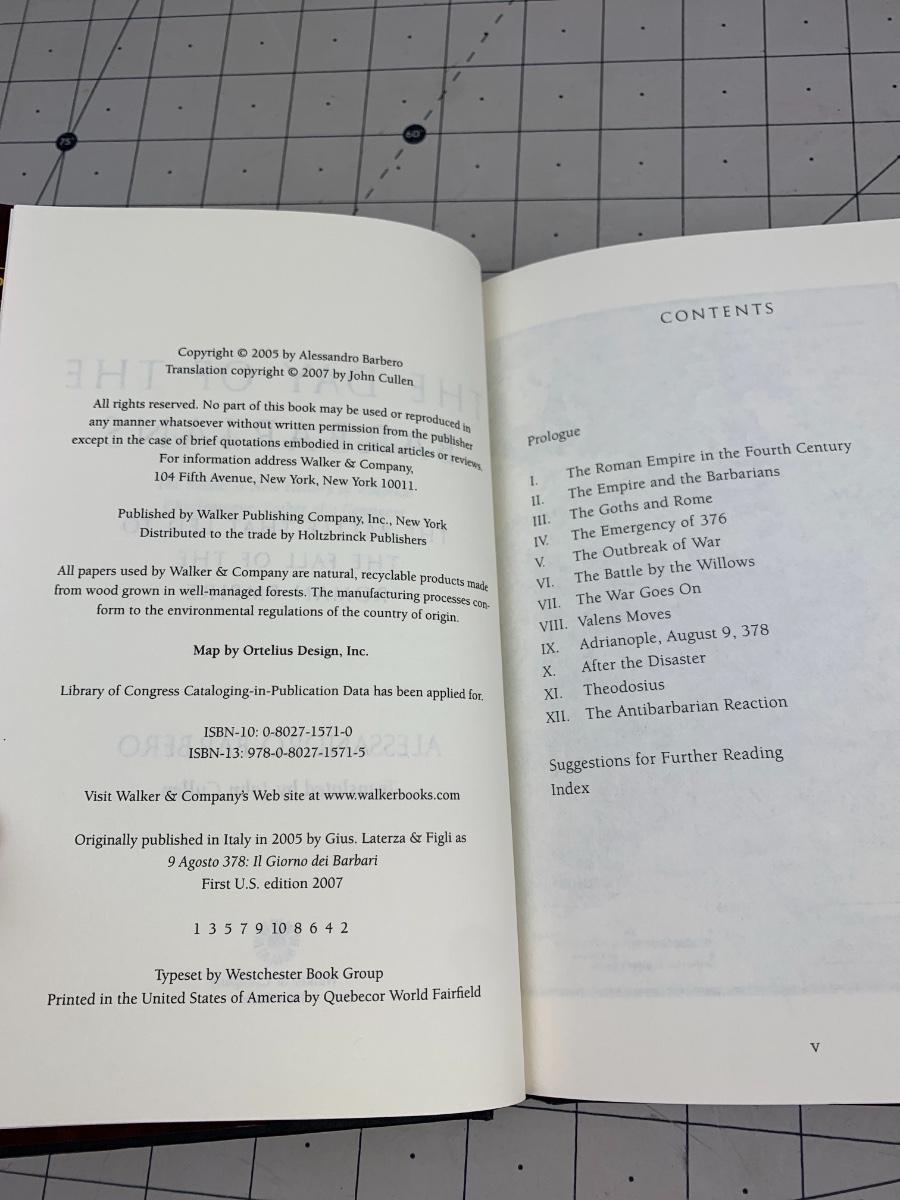 75°
60°
Copyright © 2005 by Alessandro Barbero
Translation copyright © 2007 by John Cullen
All rights reserved. No part of this book may be used or reproduced in
any manner whatsoever without written permission from the publisher
except in the case of brief quotations embodied in critical articles or reviews.
For information address Walker & Company,
104 Fifth Avenue, New York, New York 10011.
Published by Walker Publishing Company, Inc., New York
Distributed to the trade by Holtzbrinck Publishers
All papers used by Walker & Company are natural, recyclable products made
from wood grown in well-managed forests. The manufacturing processes con-
form to the environmental regulations of the country of origin.
Map by Ortelius Design, Inc.
Library of Congress Cataloging-in-Publication Data has been applied for.
ISBN-10: 0-8027-1571-0
ISBN-13: 978-0-8027-1571-5
Visit Walker & Company's Web site at www.walkerbooks.com
Originally published in Italy in 2005 by Gius. Laterza & Figli as
9 Agosto 378: Il Giorno dei Barbari
First U.S. edition 2007
1 3 5 7 9 10 8 6 4 2
Typeset by Westchester Book Group
Printed in the United States of America by Quebecor World Fairfield
CONTENTS
Prologue
I. The Roman Empire in the Fourth Century
II. The Empire and the Barbarians
III. The Goths and Rome
IV. The Emergency of 376
V. The Outbreak of War
VI. The Battle by the Willows
VII. The War Goes On
VIII. Valens Moves
IX. Adrianople, August 9, 378
X. After the Disaster
XI. Theodosius
XII. The Antibarbarian Reaction
Suggestions for Further Reading
Index
V